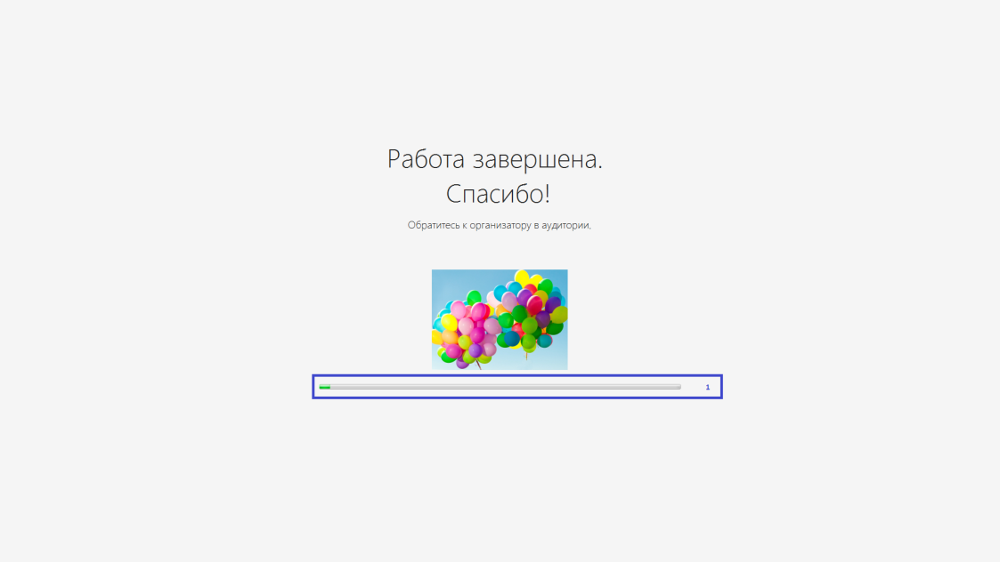 Работа завершена.
Спасибо!
Обратитесь к организатору в аудитории.
1